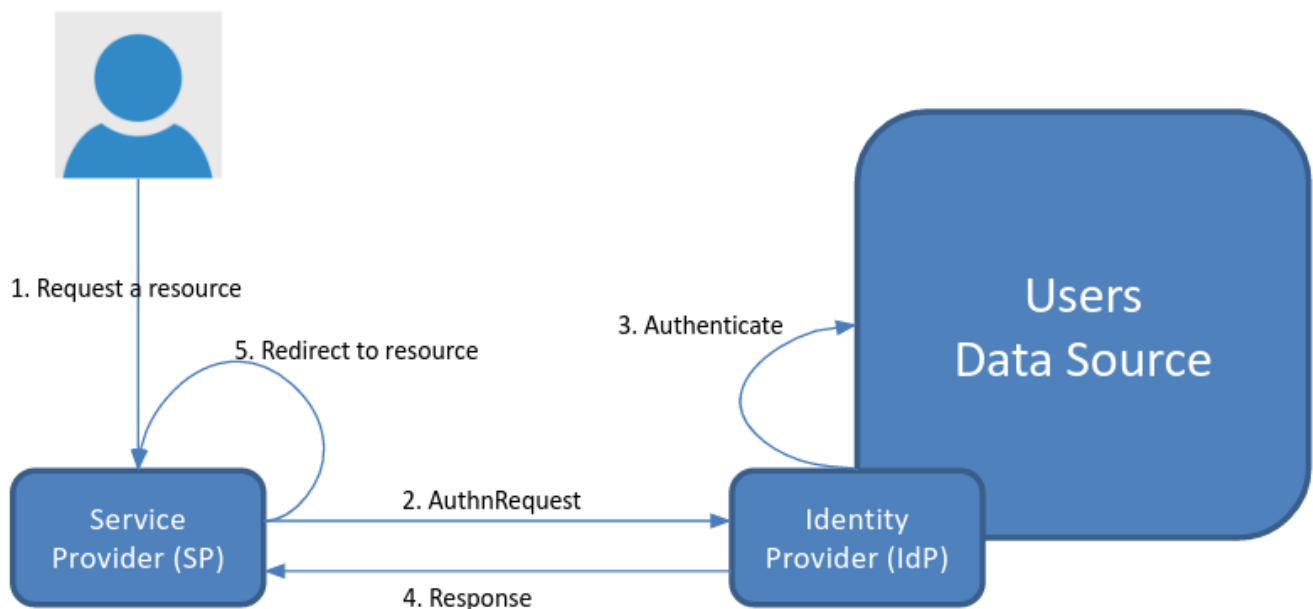 1. Request a resource
5. Redirect to resource
3. Authenticate
Users
Data Source
2. AuthnRequest
Service
Provider (SP)
Identity
Provider (IdP)
4. Response